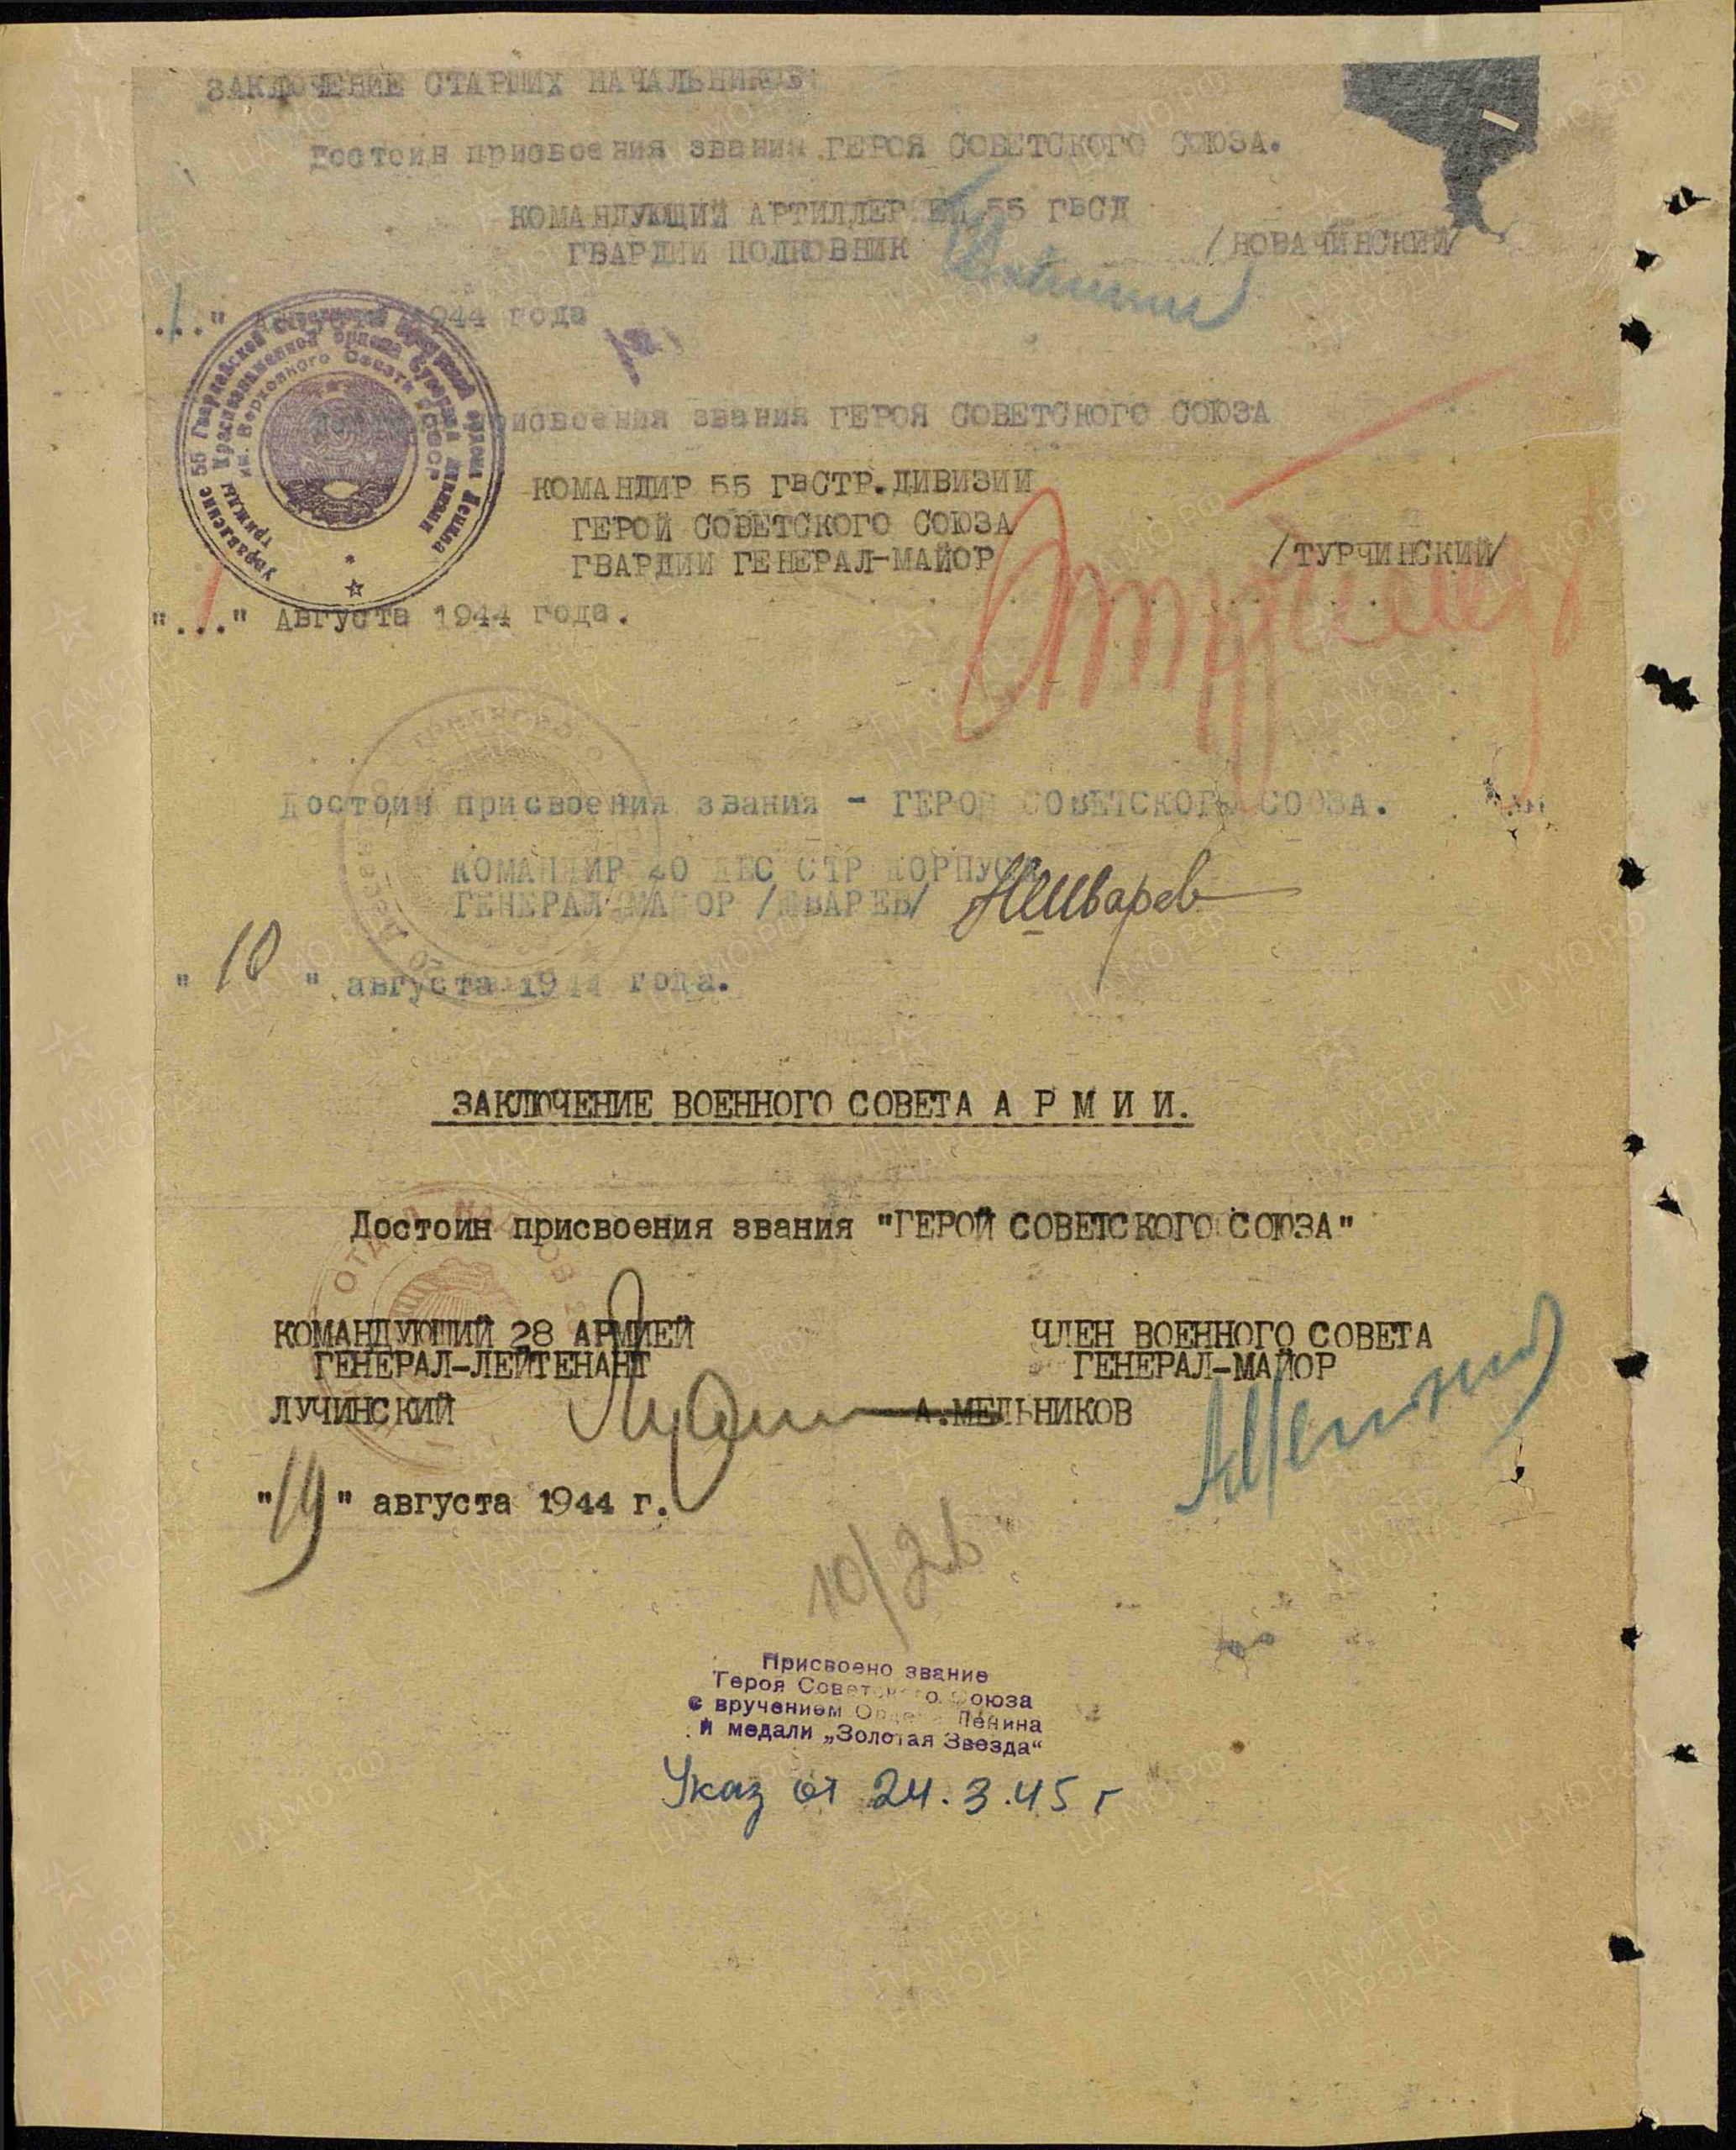 ЗАКЛЮЧЕНИЕ СТАРШИХ НАЧАЛЬНИКОВ:
Достоин присвоения звания ГЕРОЯ СОВЕТСКОГО СОЮЗА.
КОМАНДУЮЩИЙ АРТИЛЛЕРИЕЙ 55 ГвСД
ГВАРДИИ ПОЛКОВНИК /НОВАЧИНСКИЙ/
"1" Августа 1944 года
присвоения звания ГЕРОЯ СОВЕТСКОГО СОЮЗА
КОМАНДИР 55 ГвСТР.ДИВИЗИИ
ГЕРОЙ СОВЕТСКОГО СОЮЗА
ГВАРДИИ ГЕНЕРАЛ-МАЙОР /ТУРЧИНСКИЙ/
"..." Августа 1944 года.
Достоин присвоения звания - ГЕРОЯ СОВЕТСКОГО СОЮЗА.
КОМАНДИР 20 СТР КОРПУСА
ГЕНЕРАЛ МАЙОР /ШВАРЕВ/ НШварев
"10" августа 1944 года.
ЗАКЛЮЧЕНИЕ ВОЕННОГО СОВЕТА А Р М И И.
Достоин присвоения звания "ГЕРОЙ СОВЕТСКОГО СОЮЗА"
КОМАНДУЮЩИЙ 28 АРМИЕЙ
ГЕНЕРАЛ-ЛЕЙТЕНАНТ
ЛУЧИНСКИЙ
ЧЛЕН ВОЕННОГО СОВЕТА
ГЕНЕРАЛ-МАЙОР
А.МЕЛЬНИКОВ
"19" августа 1944 г.
10/26
Присвоено звание
Героя Советского Союза
с вручением Ордена Ленина
и медали „Золотая Звезда“
Указ от 24.3.45 г